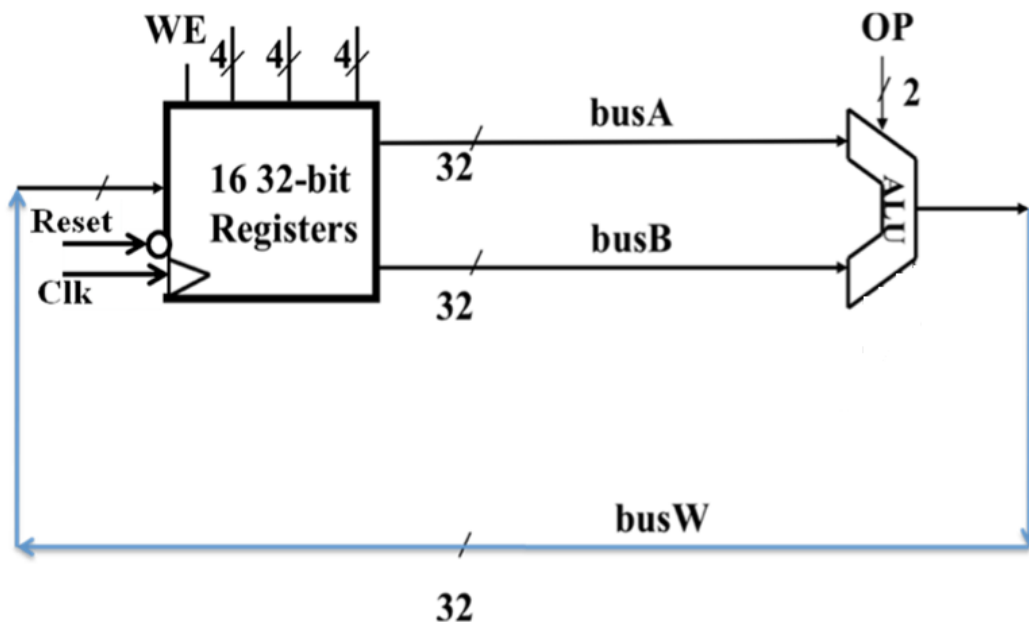 WE 4 4 4 OP
2
busA
32
16 32-bit
Registers
Reset
Clk
busB
32
ALU
busW
32